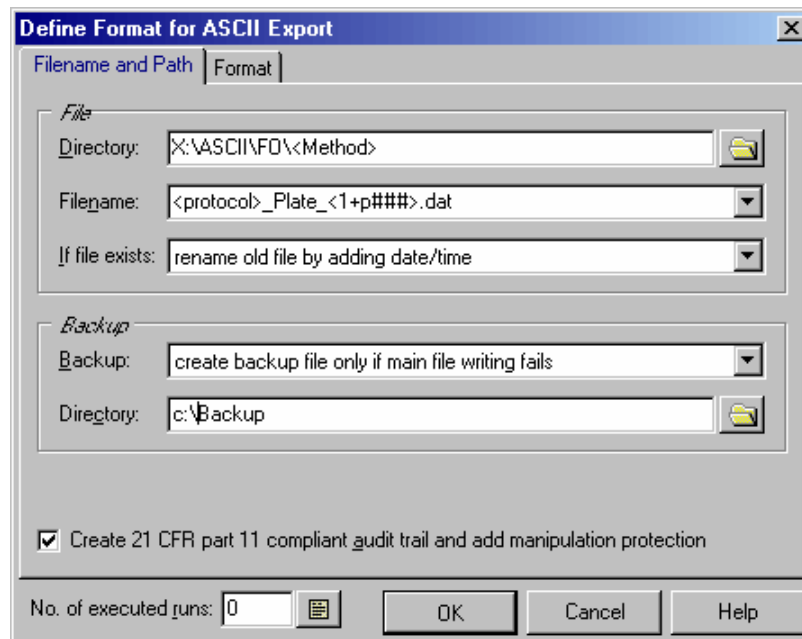 Define Format for ASCII Export
Filename and Path Format
File
Directory: X:\ASCII\FO\<Method>
Filename: <protocol>_Plate_<1+p###>.dat
If file exists: rename old file by adding date/time
Backup
Backup: create backup file only if main file writing fails
Directory: c:\Backup
Create 21 CFR part 11 compliant audit trail and add manipulation protection
No. of executed runs: 0 OK Cancel Help